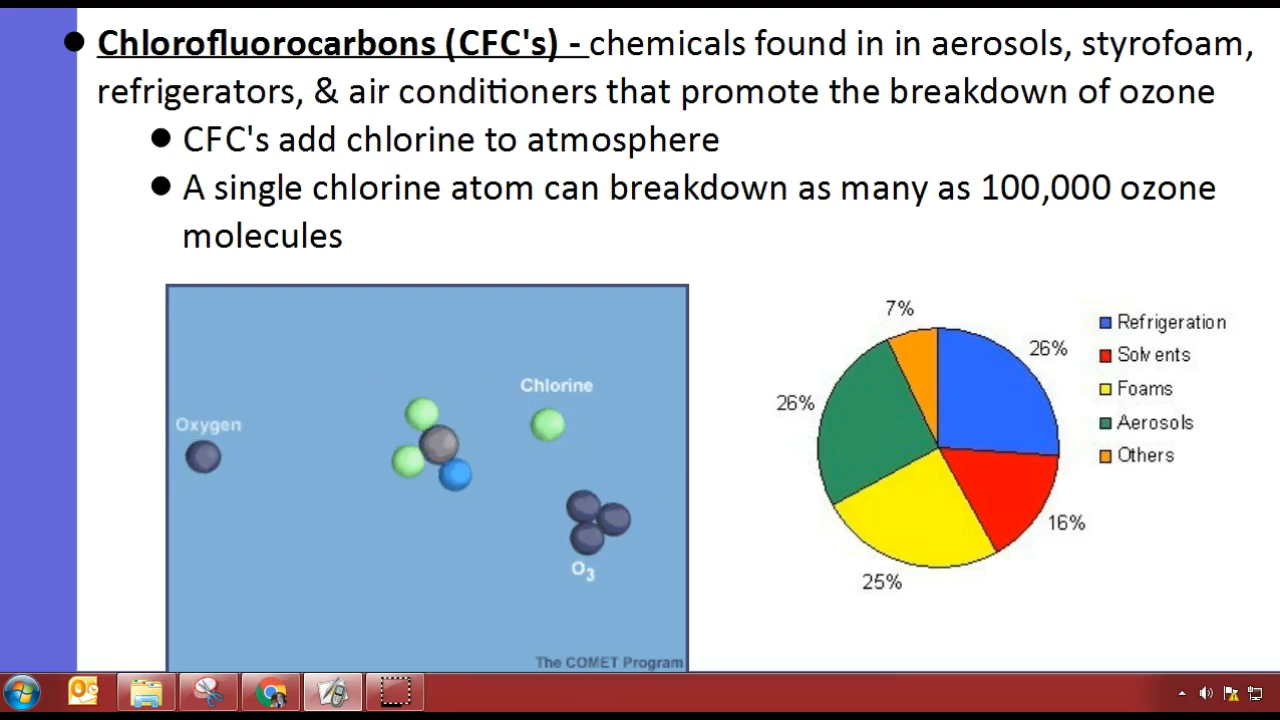 Chlorofluorocarbons (CFC's) - chemicals found in in aerosols, styrofoam,
refrigerators, & air conditioners that promote the breakdown of ozone
CFC's add chlorine to atmosphere
A single chlorine atom can breakdown as many as 100,000 ozone
molecules
Oxygen
Chlorine
O3
The COMET Program
7%
26%
26%
16%
25%
Refrigeration
Solvents
Foams
Aerosols
Others